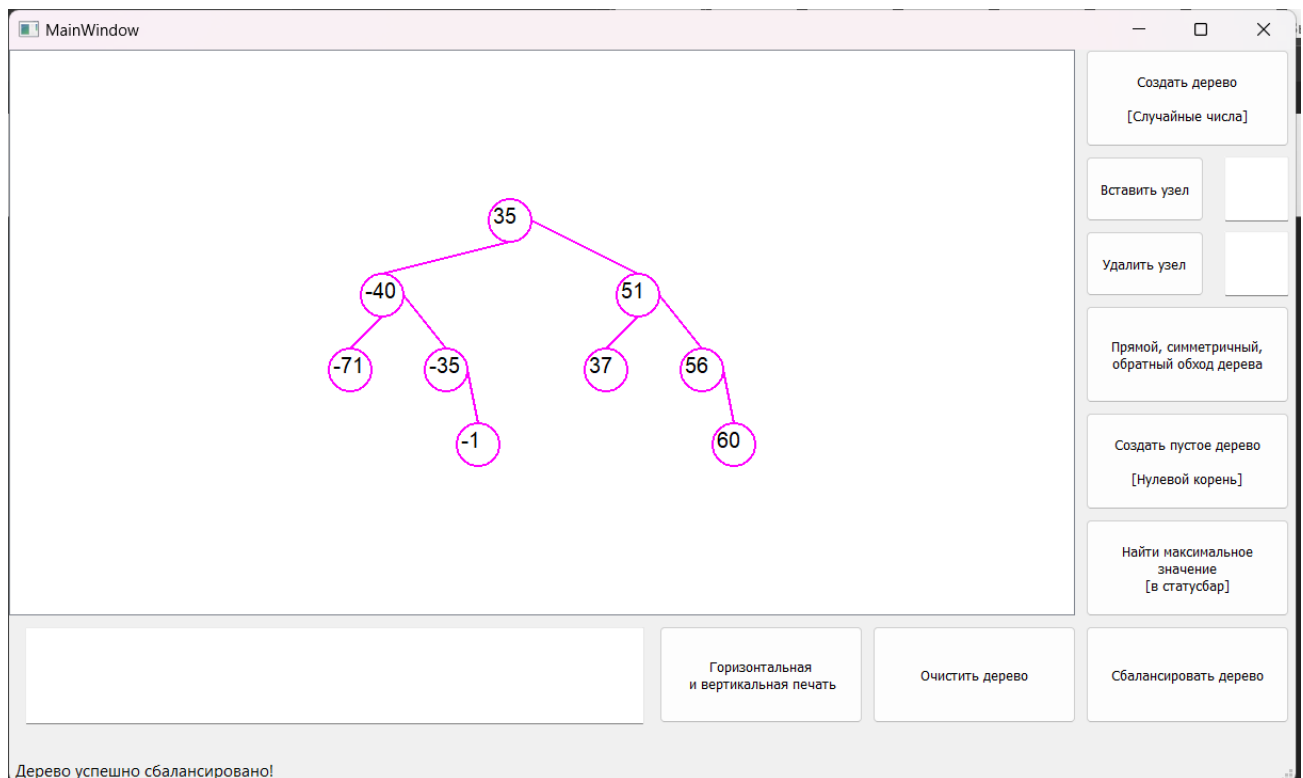 MainWindow
Создать дерево
[Случайные числа]
Вставить узел
Удалить узел
Прямой, симметричный,
обратный обход дерева
Создать пустое дерево
[Нулевой корень]
Найти максимальное
значение
[в статусбар]
35
-40
51
-71
-35
37
56
-1
60
Горизонтальная
и вертикальная печать
Очистить дерево
Сбалансировать дерево
Дерево успешно сбалансировано!